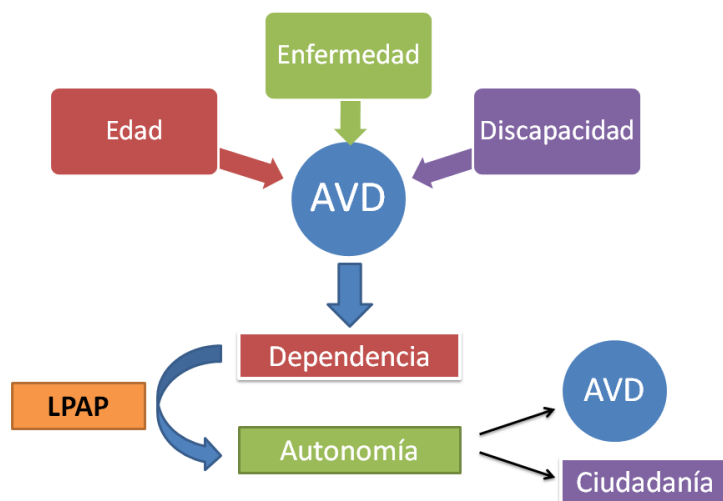 Enfermedad
Edad
Discapacidad
AVD
Dependencia
AVD
LPAP
Autonomía
Ciudadanía